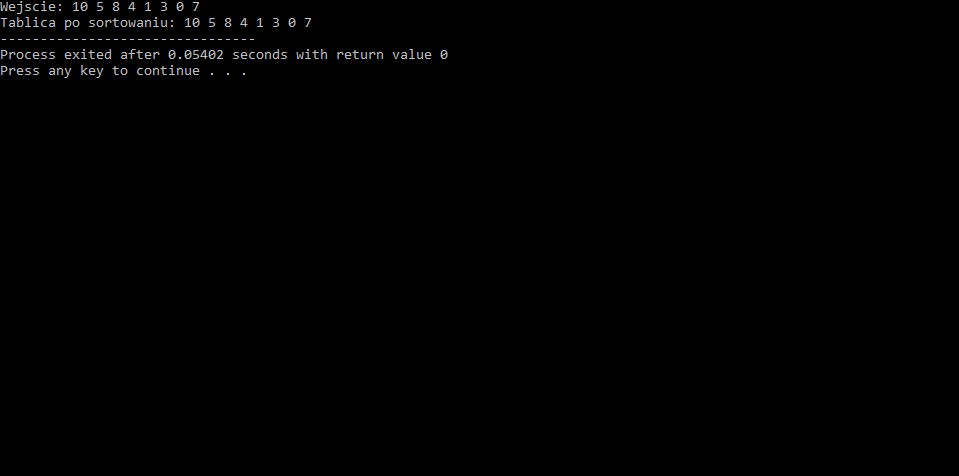 Wejscie: 10 5 8 4 1 3 0 7
Tablica po sortowaniu: 10 5 8 4 1 3 0 7
--------------------------------
Process exited after 0.05402 seconds with return value 0
Press any key to continue . . .